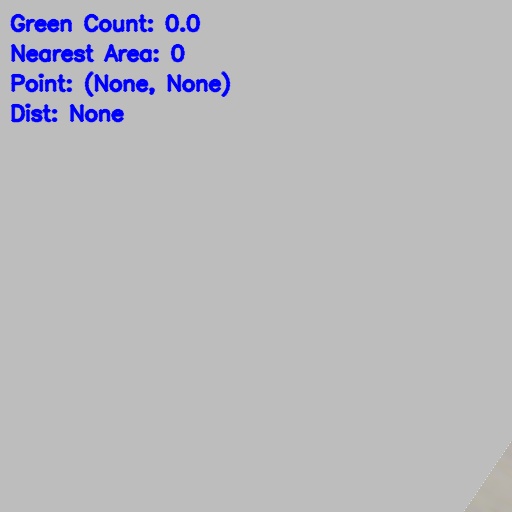 Green Count: 0.0
Nearest Area: 0
Point: (None, None)
Dist: None